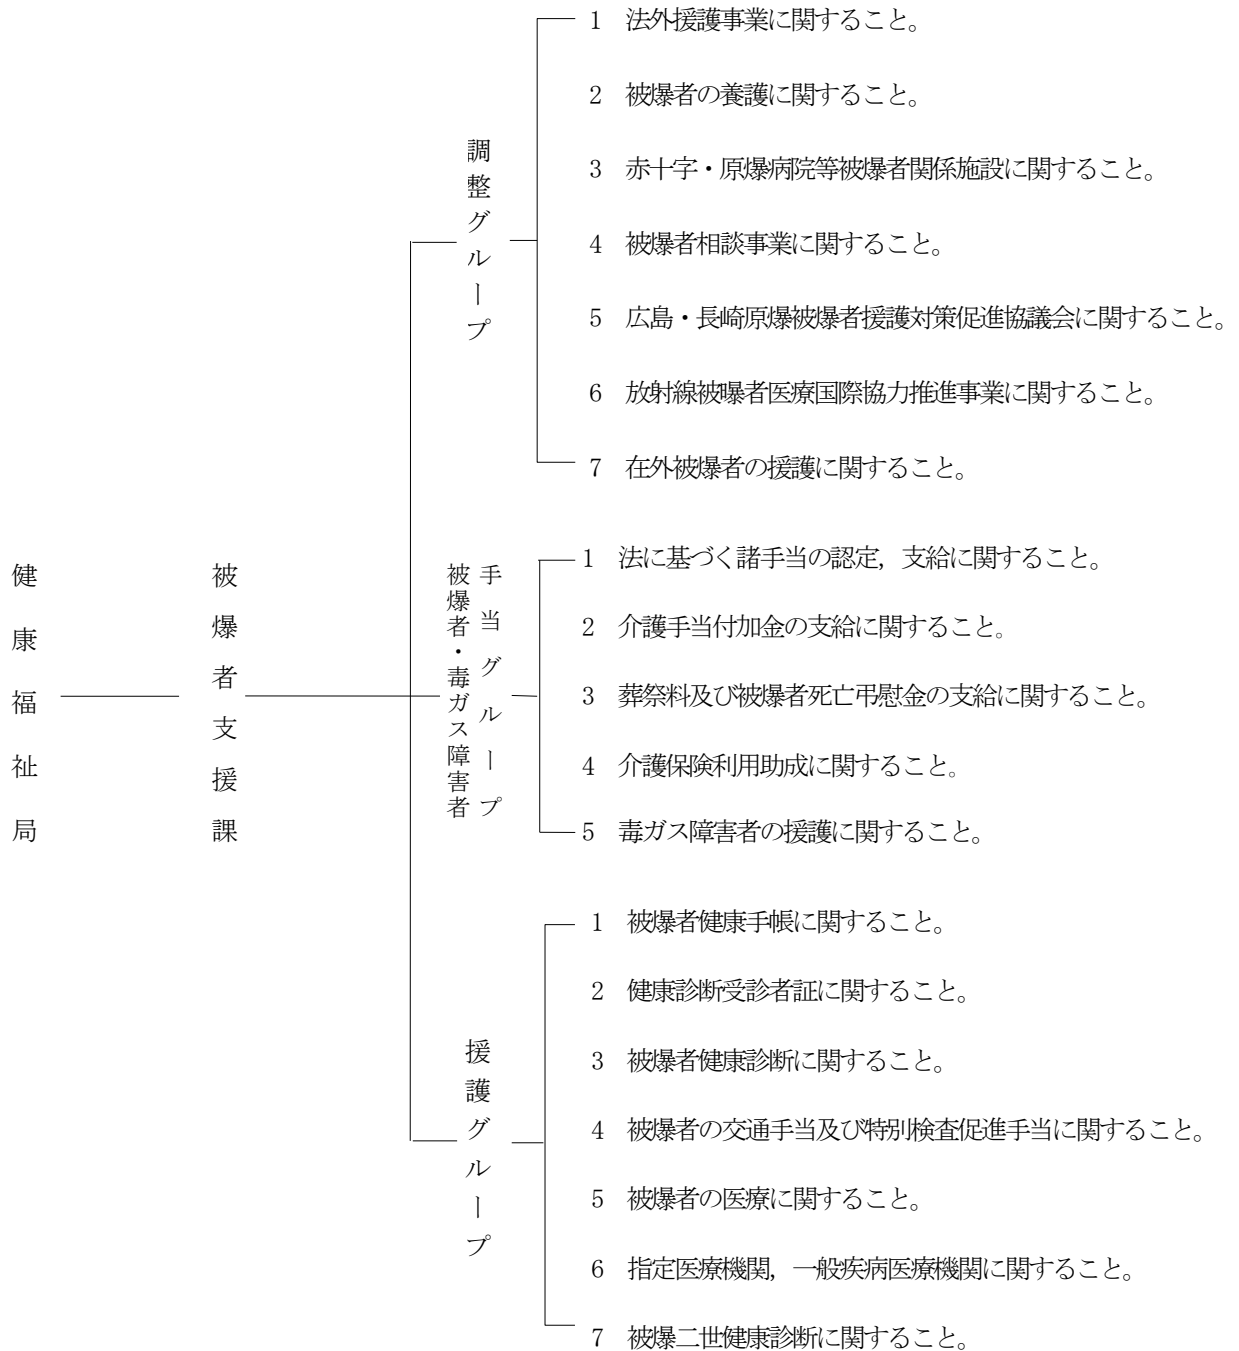 健康福祉局
被爆者支援課
調整グループ
1 法外援護事業に関すること。
2 被爆者の養護に関すること。
3 赤十字・原爆病院等被爆者関係施設に関すること。
4 被爆者相談事業に関すること。
5 広島・長崎原爆被爆者援護対策促進協議会に関すること。
6 放射線被曝者医療国際協力推進事業に関すること。
7 在外被爆者の援護に関すること。
被爆者・毒ガス障害者
手当グループ
1 法に基づく諸手当の認定，支給に関すること。
2 介護手当付加金の支給に関すること。
3 葬祭料及び被爆者死亡弔慰金の支給に関すること。
4 介護保険利用助成に関すること。
5 毒ガス障害者の援護に関すること。
援護グループ
1 被爆者健康手帳に関すること。
2 健康診断受診者証に関すること。
3 被爆者健康診断に関すること。
4 被爆者の交通手当及び特別検査促進手当に関すること。
5 被爆者の医療に関すること。
6 指定医療機関，一般疾病医療機関に関すること。
7 被爆二世健康診断に関すること。